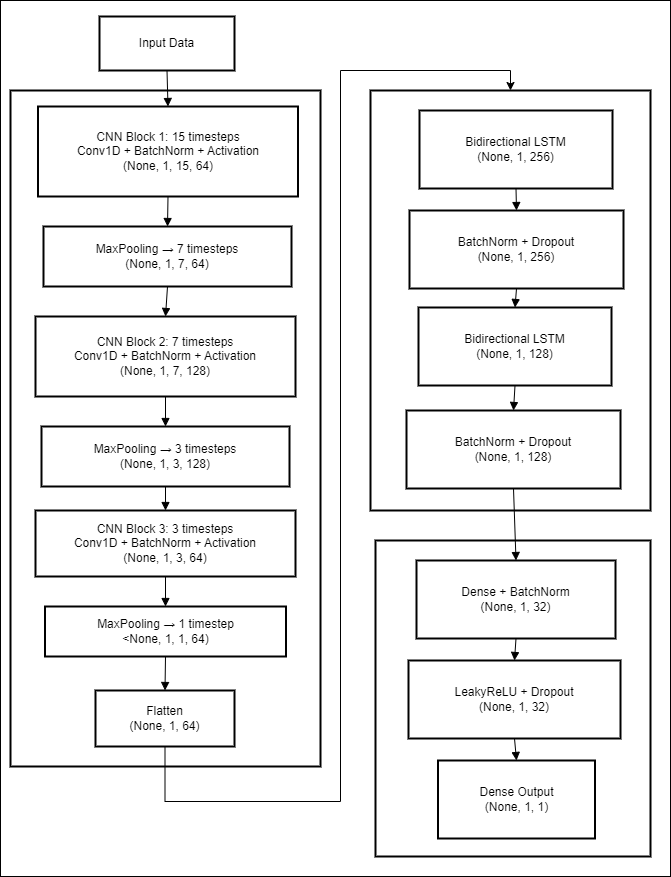 Input Data
CNN Block 1: 15 timesteps
Conv1D + BatchNorm + Activation
(None, 1, 15, 64)
MaxPooling → 7 timesteps
(None, 1, 7, 64)
CNN Block 2: 7 timesteps
Conv1D + BatchNorm + Activation
(None, 1, 7, 128)
MaxPooling → 3 timesteps
(None, 1, 3, 128)
CNN Block 3: 3 timesteps
Conv1D + BatchNorm + Activation
(None, 1, 3, 64)
MaxPooling → 1 timestep
<None, 1, 1, 64)
Flatten
(None, 1, 64)
Bidirectional LSTM
(None, 1, 256)
BatchNorm + Dropout
(None, 1, 256)
Bidirectional LSTM
(None, 1, 128)
BatchNorm + Dropout
(None, 1, 128)
Dense + BatchNorm
(None, 1, 32)
LeakyReLU + Dropout
(None, 1, 32)
Dense Output
(None, 1, 1)